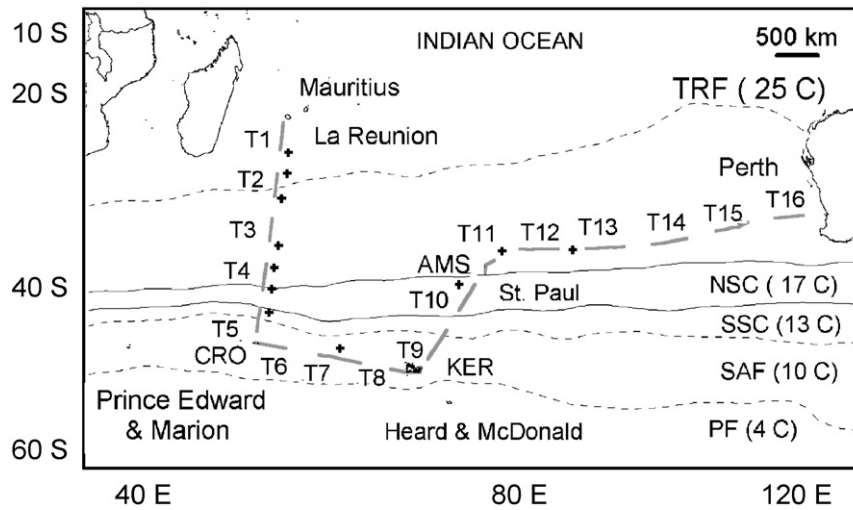 10 S
INDIAN OCEAN
500 km
20 S
Mauritius
TRF ( 25 C)
T1
La Reunion
Perth
T2
T16
T15
T14
T13
T12
T11
T3
T4
AMS
40 S
NSC ( 17 C)
T10
St. Paul
SSC (13 C)
T5
CRO
T6
T7
T8
T9
KER
SAF (10 C)
Prince Edward
& Marion
Heard & McDonald
PF (4 C)
60 S
40 E
80 E
120 E